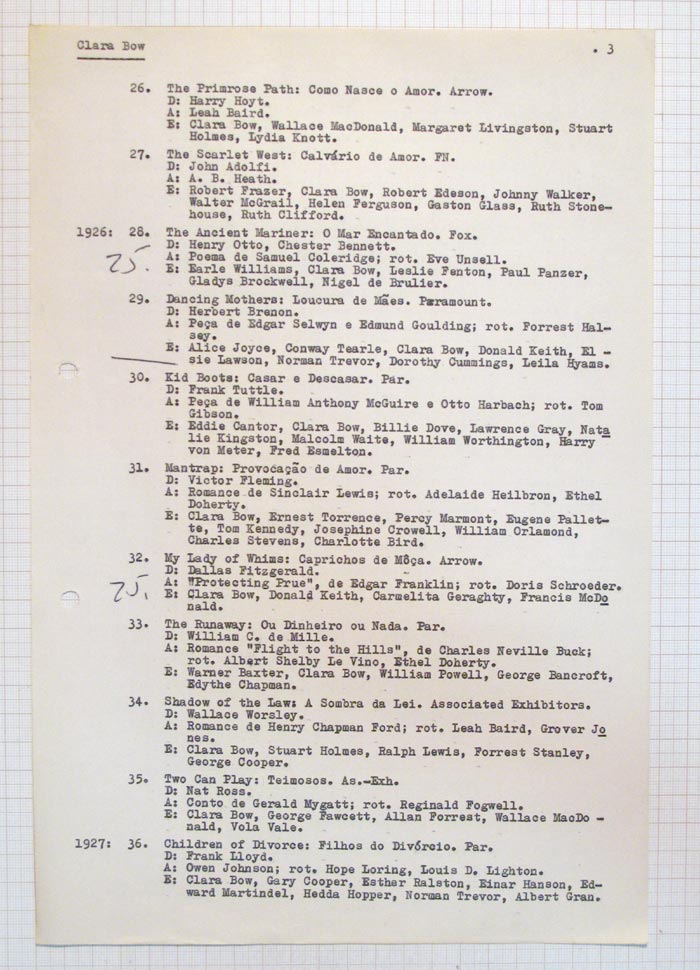 Clara Bow . 3
26. The Primrose Path: Como Nasce o Amor. Arrow.
D: Harry Hoyt.
A: Leah Baird.
E: Clara Bow, Wallace MacDonald, Margaret Livingston, Stuart
Holmes, Lydia Knott.
27. The Scarlet West: Calvário de Amor. FN.
D: John Adolfi.
A: A. B. Heath.
E: Robert Frazer, Clara Bow, Robert Edeson, Johnny Walker,
Walter McGrail, Helen Ferguson, Gaston Glass, Ruth Stone-
house, Ruth Clifford.
1926: 28. The Ancient Mariner: O Mar Encantado. Fox.
D: Henry Otto, Chester Bennett.
25. A: Poema de Samuel Coleridge; rot. Eve Unsell.
E: Earle Williams, Clara Bow, Leslie Fenton, Paul Panzer,
Gladys Brockwell, Nigel de Brulier.
29. Dancing Mothers: Loucura de Mães. Paramount.
D: Herbert Brenon.
A: Peça de Edgar Selwyn e Edmund Goulding; rot. Forrest Hal-
sey.
E: Alice Joyce, Conway Tearle, Clara Bow, Donald Keith, El -
sie Lawson, Norman Trevor, Dorothy Cummings, Leila Hyams.
30. Kid Boots: Casar e Descasar. Par.
D: Frank Tuttle.
A: Peça de William Anthony McGuire e Otto Harbach; rot. Tom
Gibson.
E: Eddie Cantor, Clara Bow, Billie Dove, Lawrence Gray, Nata
lie Kingston, Malcolm Waite, William Worthington, Harry
von Meter, Fred Esmelton.
31. Mantrap: Provocação de Amor. Par.
D: Victor Fleming.
A: Romance de Sinclair Lewis; rot. Adelaide Heilbron, Ethel
Doherty.
E: Clara Bow, Ernest Torrence, Percy Marmont, Eugene Pallet-
te, Tom Kennedy, Josephine Crowell, William Orlamond,
Charles Stevens, Charlotte Bird.
32. My Lady of Whims: Caprichos de Môça. Arrow.
D: Dallas Fitzgerald.
25. A: "Protecting Prue", de Edgar Franklin; rot. Doris Schroeder.
E: Clara Bow, Donald Keith, Carmelita Geraghty, Francis McDo
nald.
33. The Runaway: Ou Dinheiro ou Nada. Par.
D: William C. de Mille.
A: Romance "Flight to the Hills", de Charles Neville Buck;
rot. Albert Shelby Le Vino, Ethel Doherty.
E: Warner Baxter, Clara Bow, William Powell, George Bancroft,
Edythe Chapman.
34. Shadow of the Law: A Sombra da Lei. Associated Exhibitors.
D: Wallace Worsley.
A: Romance de Henry Chapman Ford; rot. Leah Baird, Grover Jo
nes.
E: Clara Bow, Stuart Holmes, Ralph Lewis, Forrest Stanley,
George Cooper.
35. Two Can Play: Teimosos. As.-Exh.
D: Nat Ross.
A: Conto de Gerald Mygatt; rot. Reginald Fogwell.
E: Clara Bow, George Fawcett, Allan Forrest, Wallace MacDo -
nald, Vola Vale.
1927: 36. Children of Divorce: Filhos do Divórcio. Par.
D: Frank Lloyd.
A: Owen Johnson; rot. Hope Loring, Louis D. Lighton.
E: Clara Bow, Gary Cooper, Esther Ralston, Einar Hanson, Ed-
ward Martindel, Hedda Hopper, Norman Trevor, Albert Gran.